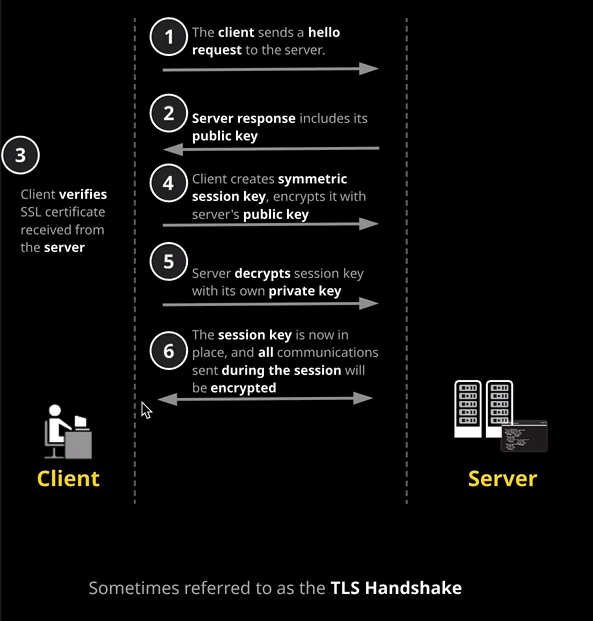 1
The client sends a hello
request to the server.
2
Server response includes its
public key
3
Client verifies
SSL certificate
received from
the server
4
Client creates symmetric
session key, encrypts it with
server's public key
5
Server decrypts session key
with its own private key
6
The session key is now in
place, and all communications
sent during the session will
be encrypted
Client
Server
Sometimes referred to as the TLS Handshake